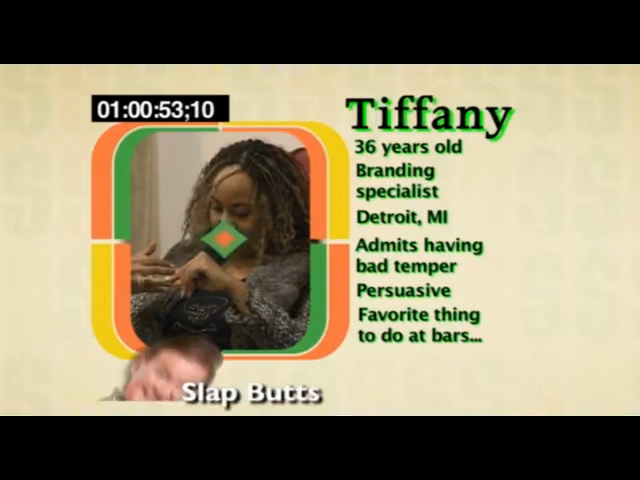 01:00:53;10
Tiffany
36 years old
Branding
specialist
Detroit, MI
Admits having
bad temper
Persuasive
Favorite thing
to do at bars...
Slap Butts